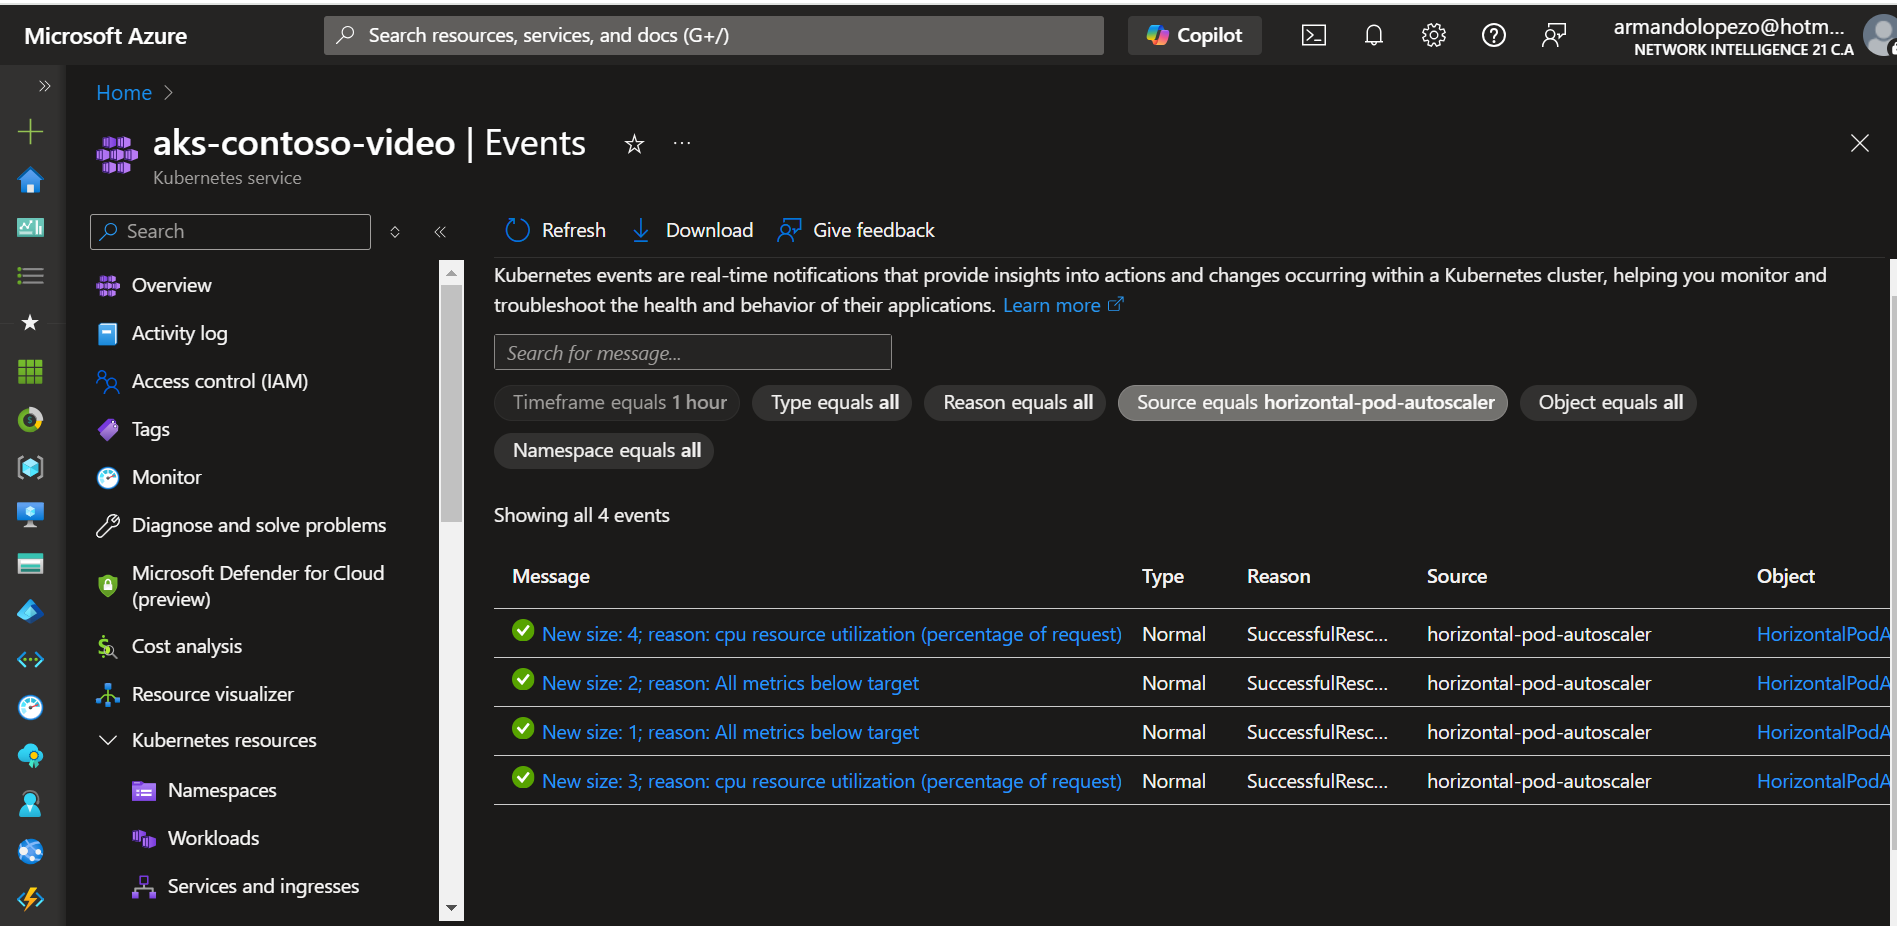 Microsoft Azure
Search resources, services, and docs (G+/)
Copilot
armandolopezo@hotm...
NETWORK INTELLIGENCE 21 C.A
Home
aks-contoso-video | Events
Kubernetes service
Search
Overview
Activity log
Access control (IAM)
Tags
Monitor
Diagnose and solve problems
Microsoft Defender for Cloud
(preview)
Cost analysis
Resource visualizer
Kubernetes resources
Namespaces
Workloads
Services and ingresses
Refresh
Download
Give feedback
Kubernetes events are real-time notifications that provide insights into actions and changes occurring within a Kubernetes cluster, helping you monitor and
troubleshoot the health and behavior of their applications. Learn more
Search for message...
Timeframe equals 1 hour
Type equals all
Reason equals all
Source equals horizontal-pod-autoscaler
Object equals all
Namespace equals all
Showing all 4 events
Message Type Reason Source Object
New size: 4; reason: cpu resource utilization (percentage of request) Normal SuccessfulResc... horizontal-pod-autoscaler HorizontalPodA
New size: 2; reason: All metrics below target Normal SuccessfulResc... horizontal-pod-autoscaler HorizontalPodA
New size: 1; reason: All metrics below target Normal SuccessfulResc... horizontal-pod-autoscaler HorizontalPodA
New size: 3; reason: cpu resource utilization (percentage of request) Normal SuccessfulResc... horizontal-pod-autoscaler HorizontalPodA